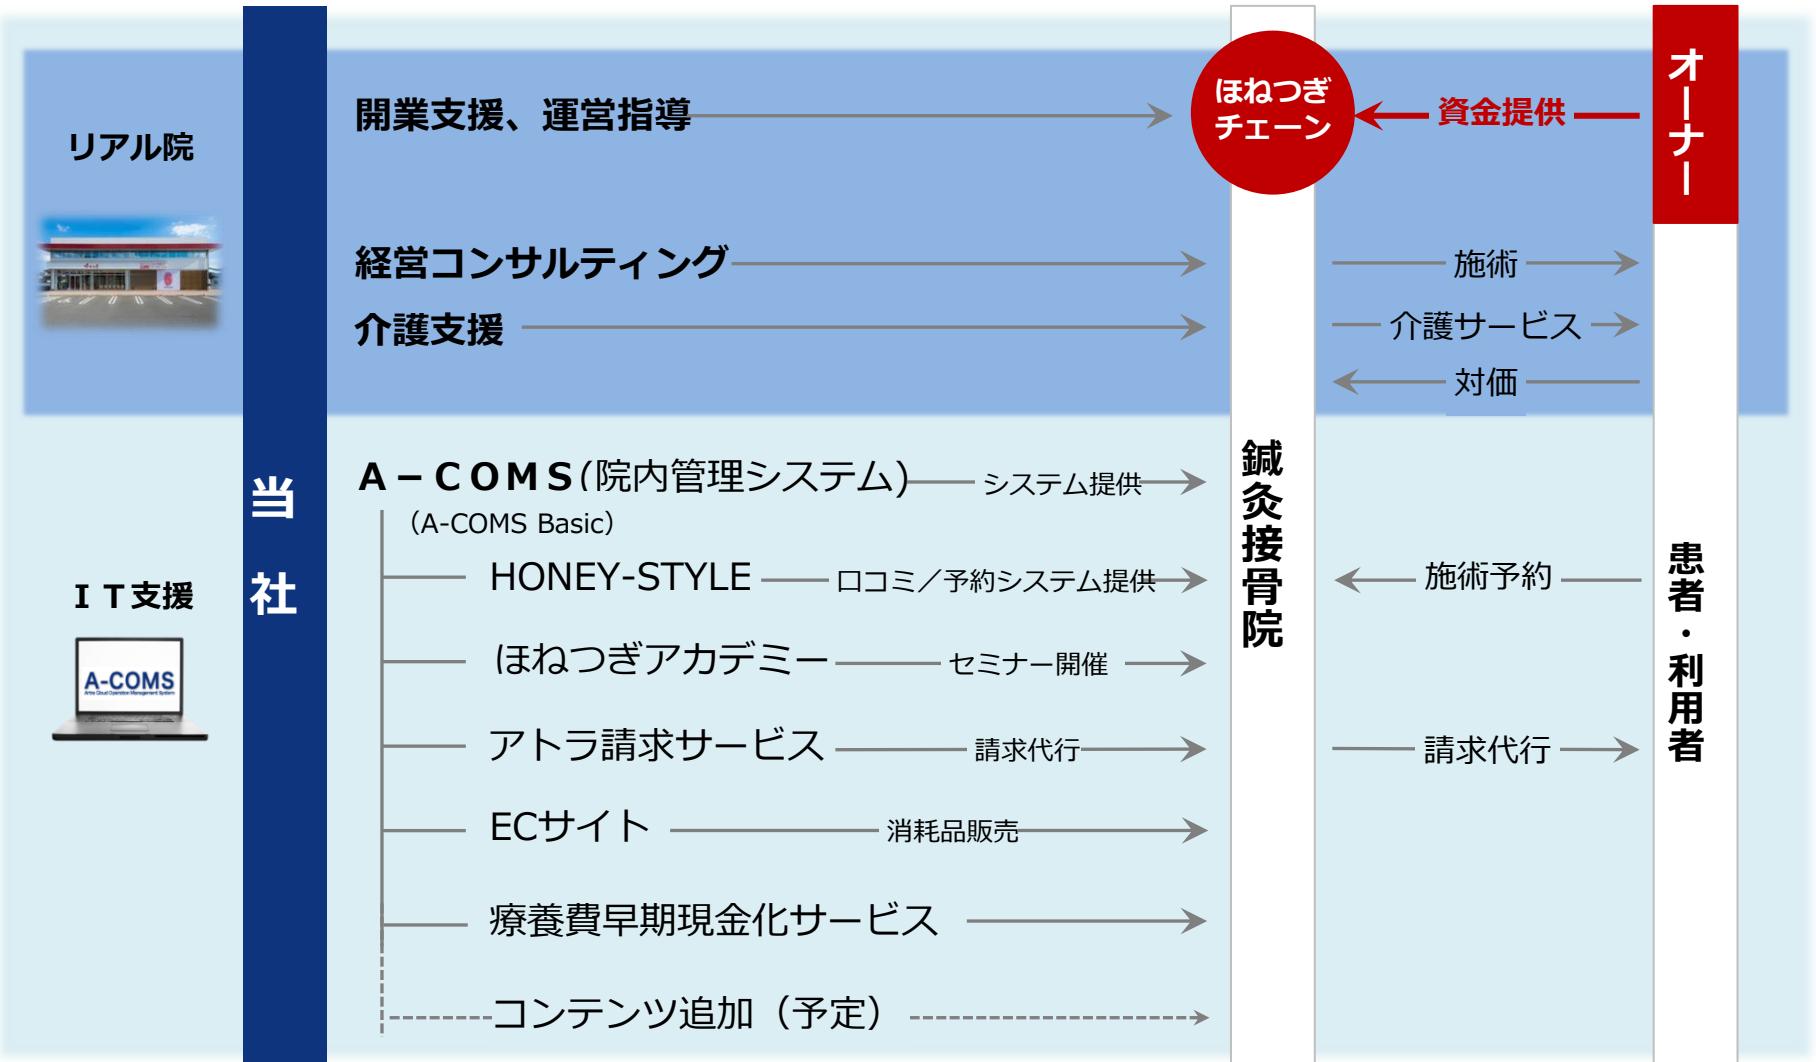 リアル院
IT支援
A-COMS
当社
開業支援、運営指導
経営コンサルティング
介護支援
A-COMS(院内管理システム)
システム提供
（A-COMS Basic）
HONEY-STYLE
口コミ／予約システム提供
ほねつぎアカデミー
セミナー開催
アトラ請求サービス
請求代行
ECサイト
消耗品販売
療養費早期現金化サービス
コンテンツ追加（予定）
ほねつぎ
チェーン
鍼灸接骨院
資金提供
施術
介護サービス
対価
施術予約
請求代行
オーナー
患者・利用者